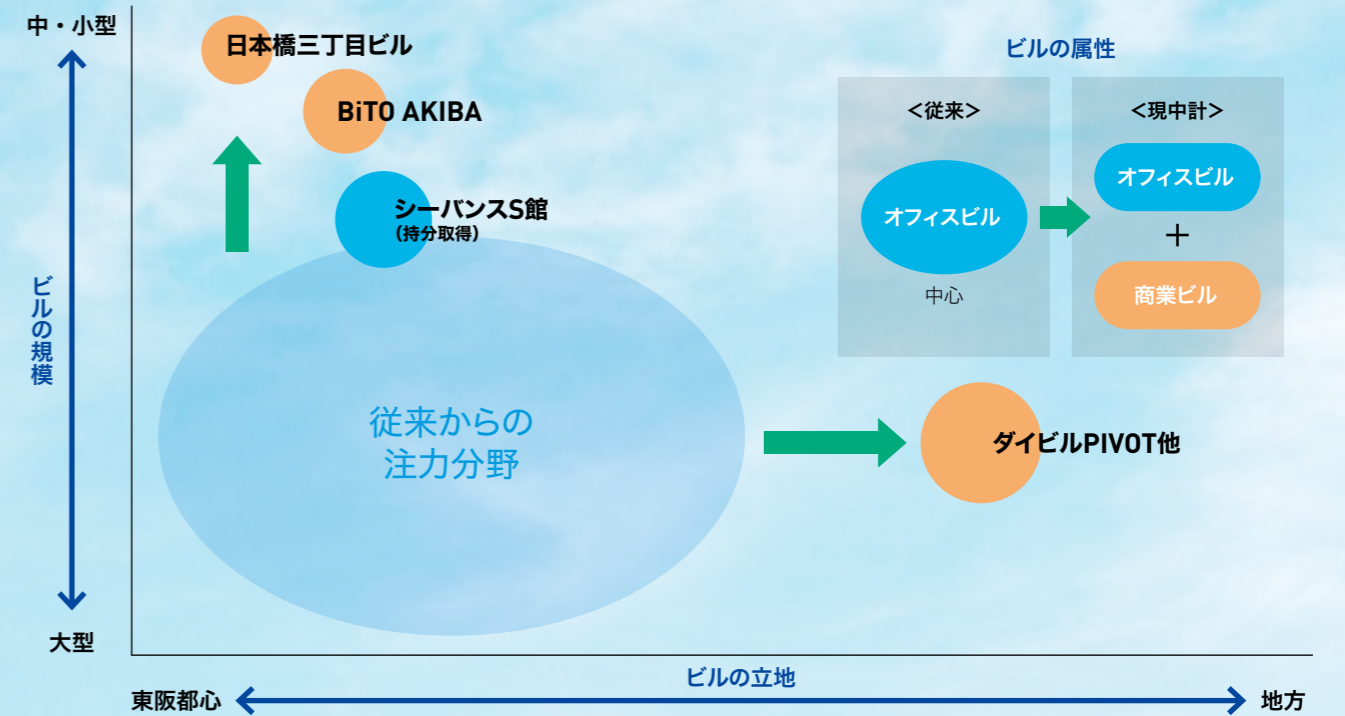 中・小型
日本橋三丁目ビル
BiTO AKIBA
シーバンスS館
（持分取得）
ビルの属性
＜従来＞
オフィスビル
中心
＜現中計＞
オフィスビル
＋
商業ビル
ビルの規模
従来からの
注力分野
ダイビルPIVOT他
大型
ビルの立地
東阪都心
地方